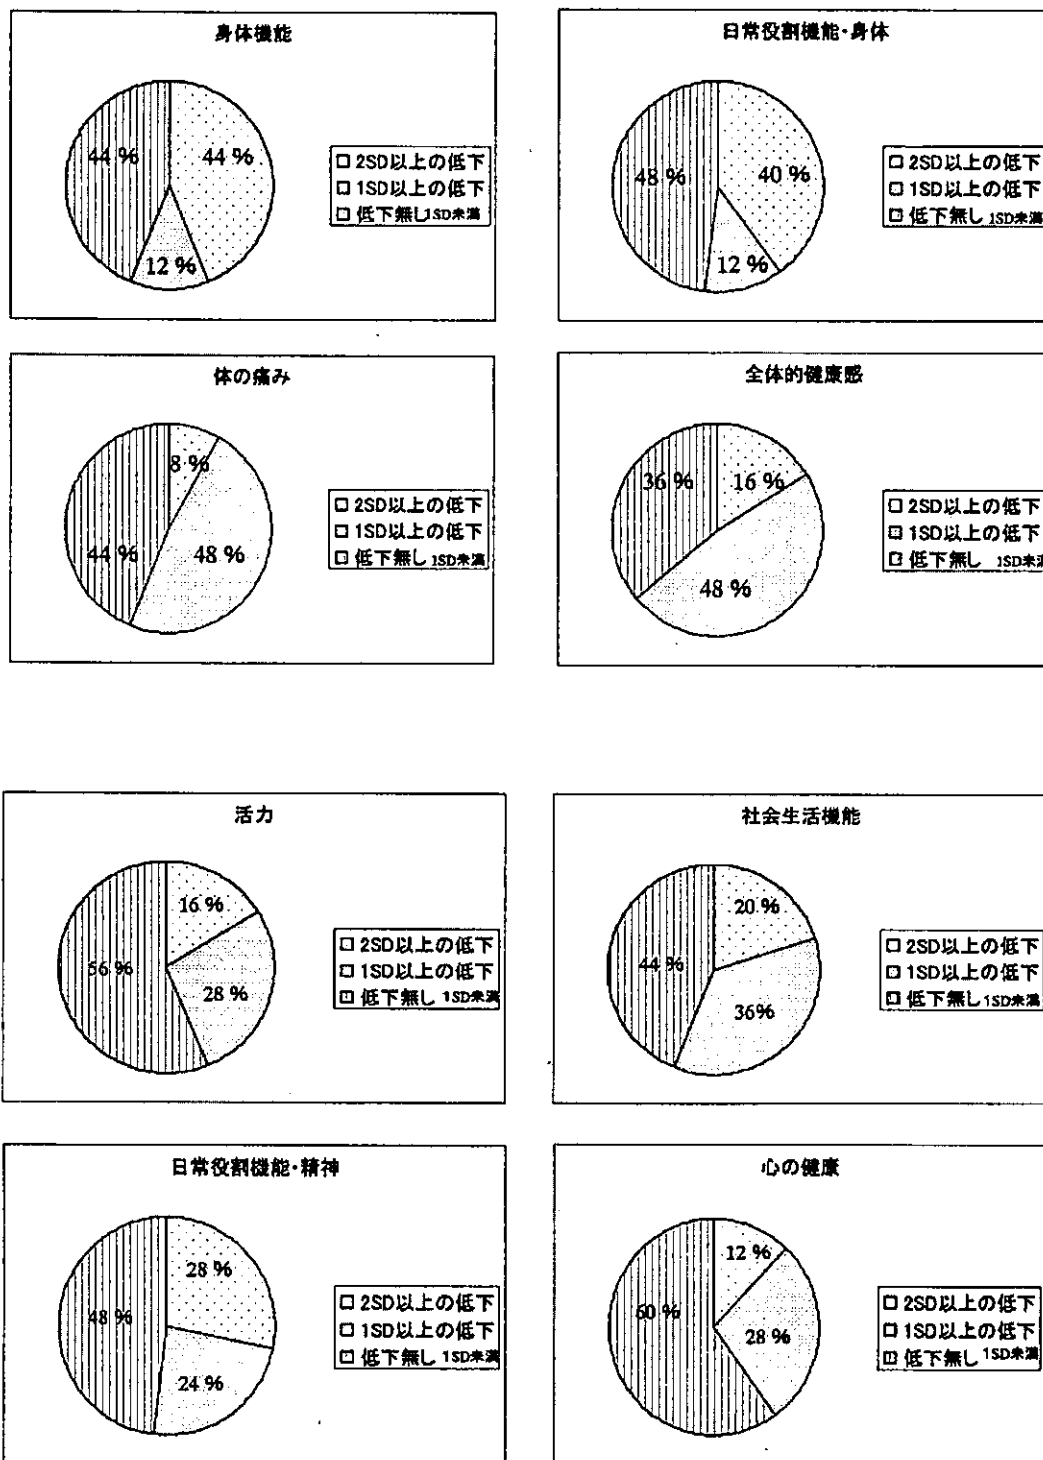 身体機能
44 %
44 %
12 %
2SD以上の低下
1SD以上の低下
低下無し 1SD未満
日常役割機能・身体
48 %
40 %
12 %
2SD以上の低下
1SD以上の低下
低下無し 1SD未満
体の痛み
8 %
44 %
48 %
2SD以上の低下
1SD以上の低下
低下無し 1SD未満
全体的健康感
36 %
16 %
48 %
2SD以上の低下
1SD以上の低下
低下無し 1SD未満
活力
16 %
56 %
28 %
2SD以上の低下
1SD以上の低下
低下無し 1SD未満
社会生活機能
20 %
44 %
36%
2SD以上の低下
1SD以上の低下
低下無し 1SD未満
日常役割機能・精神
28 %
48 %
24 %
2SD以上の低下
1SD以上の低下
低下無し 1SD未満
心の健康
12 %
60 %
28 %
2SD以上の低下
1SD以上の低下
低下無し 1SD未満